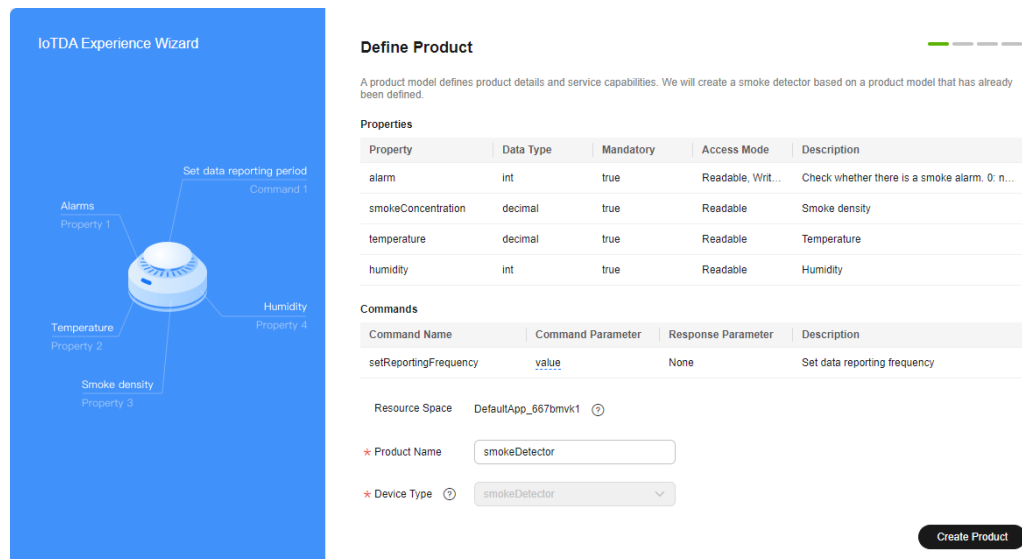 IoTDA Experience Wizard
Set data reporting period
Command 1
Alarms
Property 1
Humidity
Property 4
Temperature
Property 2
Smoke density
Property 3
Define Product
A product model defines product details and service capabilities. We will create a smoke detector based on a product model that has already
been defined.
Properties
Property Data Type Mandatory Access Mode Description
alarm int true Readable, Writ... Check whether there is a smoke alarm. 0: n...
smokeConcentration decimal true Readable Smoke density
temperature decimal true Readable Temperature
humidity int true Readable Humidity
Commands
Command Name Command Parameter Response Parameter Description
setReportingFrequency value None Set data reporting frequency
Resource Space DefaultApp_667bmvk1 ?
* Product Name smokeDetector
* Device Type ? smokeDetector
Create Product